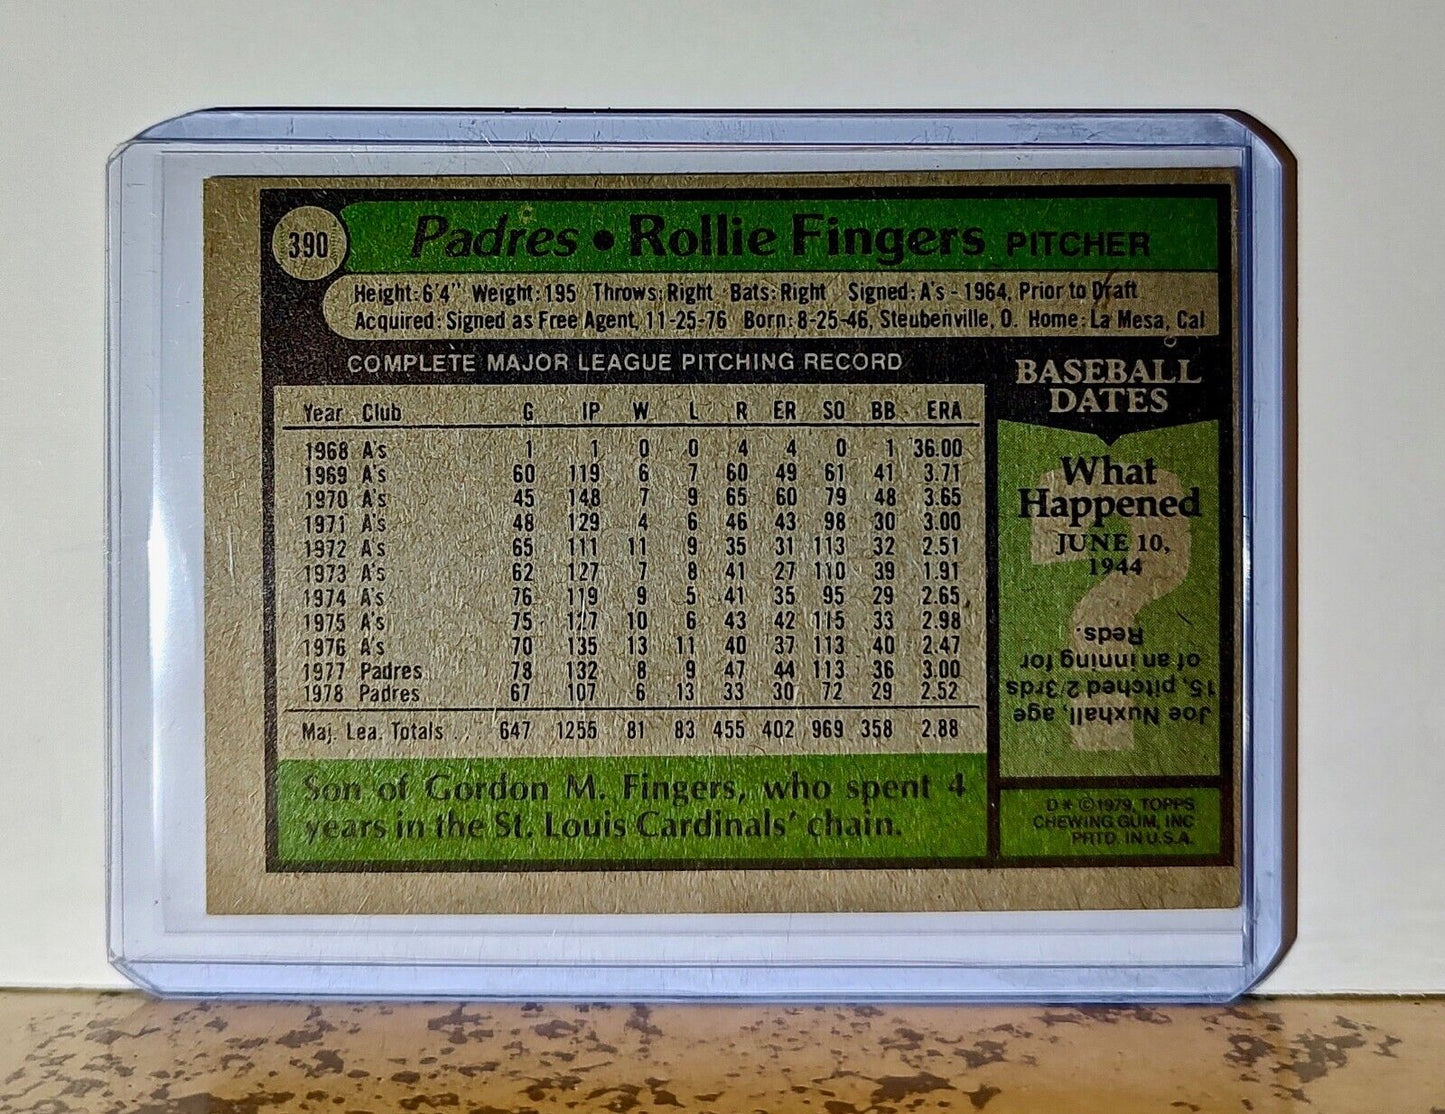 390
Padres • Rollie Fingers PITCHER
Height: 6'4" Weight: 195 Throws: Right Bats: Right Signed: A's - 1964, Prior to Draft
Acquired: Signed as Free Agent, 11-25-76 Born: 8-25-46, Steubenville, O. Home: La Mesa, Cal
COMPLETE MAJOR LEAGUE PITCHING RECORD
Year Club G IP W L R ER SO BB ERA
1968 A's 1 1 0 0 4 4 0 1 36.00
1969 A's 60 119 6 7 60 49 61 41 3.71
1970 A's 45 148 7 9 65 60 79 48 3.65
1971 A's 48 129 4 6 46 43 98 30 3.00
1972 A's 65 111 11 9 35 31 113 32 2.51
1973 A's 62 127 7 8 41 27 110 39 1.91
1974 A's 76 119 9 5 41 35 95 29 2.65
1975 A's 75 127 10 6 43 42 115 33 2.98
1976 A's 70 135 13 11 40 37 113 40 2.47
1977 Padres 78 132 8 9 47 44 113 36 3.00
1978 Padres 67 107 6 13 33 30 72 29 2.52
Maj. Lea. Totals .. 647 1255 81 83 455 402 969 358 2.88
Son of Gordon M. Fingers, who spent 4
years in the St. Louis Cardinals' chain.
BASEBALL
DATES
What
Happened
JUNE 10,
1944
?
Joe Nuxhall, age
15, pitched 2/3rds
of an inning for
Reds.
D* ©1979, TOPPS
CHEWING GUM, INC
PRTD. IN U.S.A.